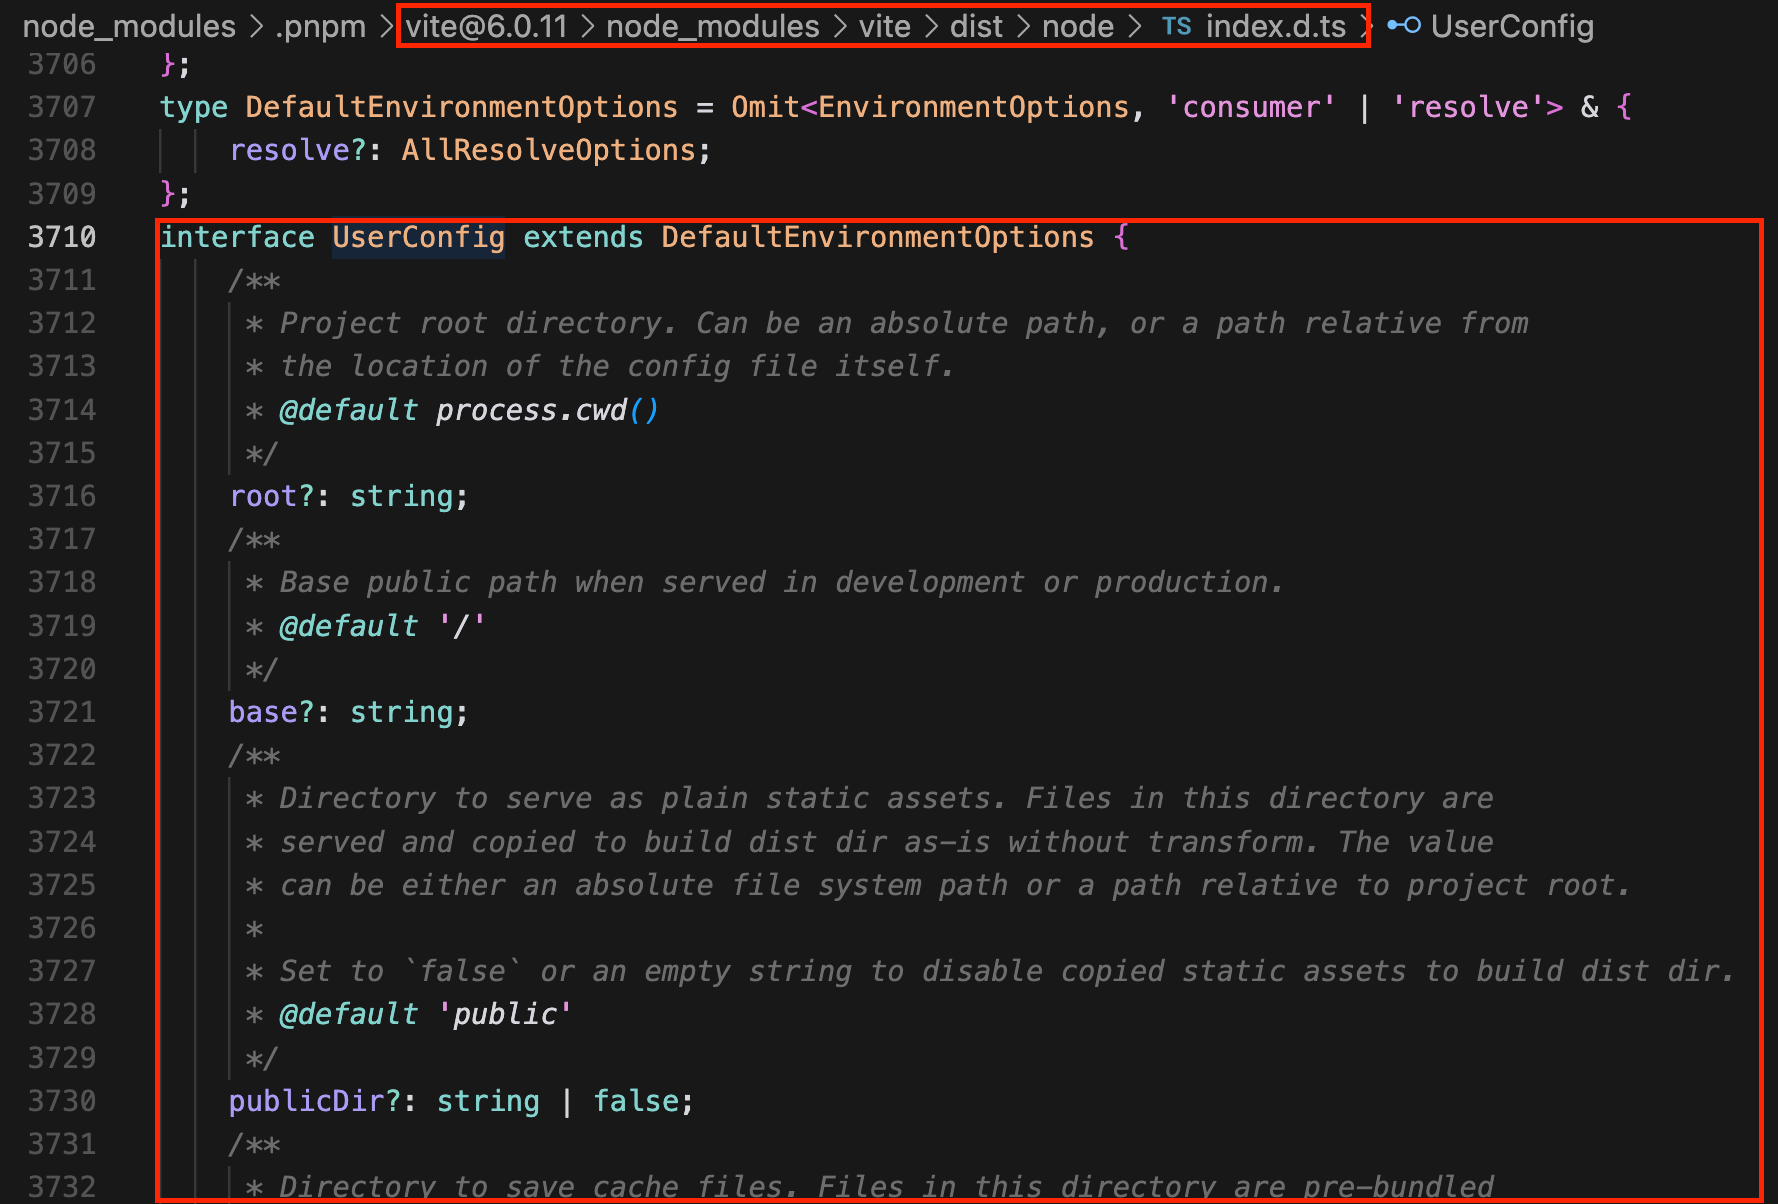 node_modules > .pnpm > vite@6.0.11 > node_modules > vite > dist > node > TS index.d.ts > UserConfig
3706 };
3707 type DefaultEnvironmentOptions = Omit<EnvironmentOptions, 'consumer' | 'resolve'> & {
3708 resolve?: AllResolveOptions;
3709 };
3710 interface UserConfig extends DefaultEnvironmentOptions {
3711 /**
3712 * Project root directory. Can be an absolute path, or a path relative from
3713 * the location of the config file itself.
3714 * @default process.cwd()
3715 */
3716 root?: string;
3717 /**
3718 * Base public path when served in development or production.
3719 * @default '/'
3720 */
3721 base?: string;
3722 /**
3723 * Directory to serve as plain static assets. Files in this directory are
3724 * served and copied to build dist dir as-is without transform. The value
3725 * can be either an absolute file system path or a path relative to project root.
3726 *
3727 * Set to `false` or an empty string to disable copied static assets to build dist dir.
3728 * @default 'public'
3729 */
3730 publicDir?: string | false;
3731 /**
3732 * Directory to save cache files. Files in this directory are pre-bundled